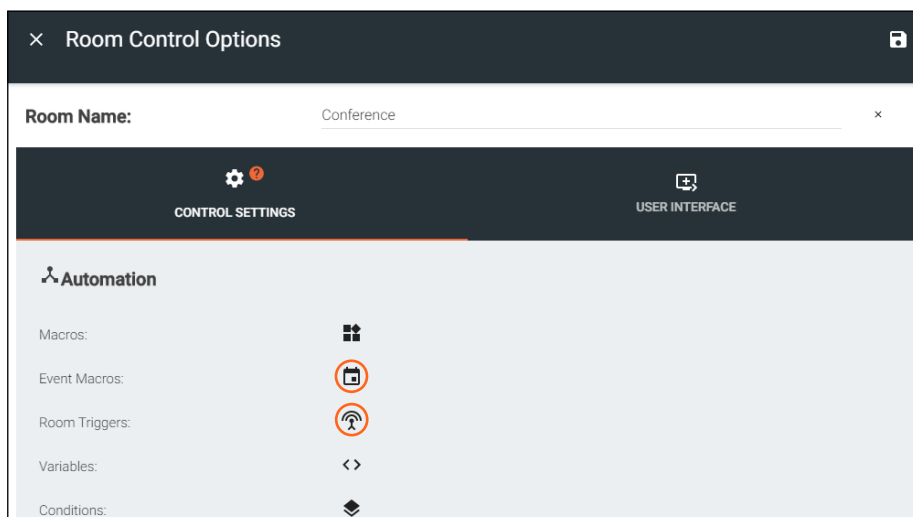 × Room Control Options
Room Name: Conference ×
?
CONTROL SETTINGS USER INTERFACE
Automation
Macros:
Event Macros:
Room Triggers:
Variables: <>
Conditions: